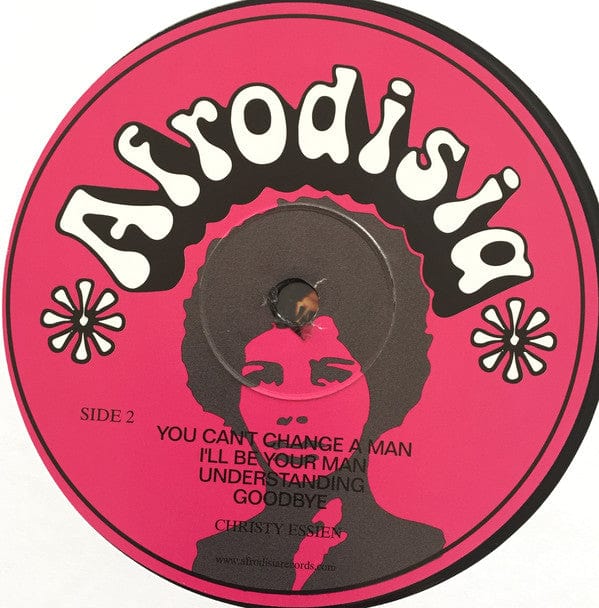 Afrodisia
SIDE 2
YOU CAN'T CHANGE A MAN
I'LL BE YOUR MAN
UNDERSTANDING
GOODBYE
CHRISTY ESSIEN
www.afrodisiarecords.com